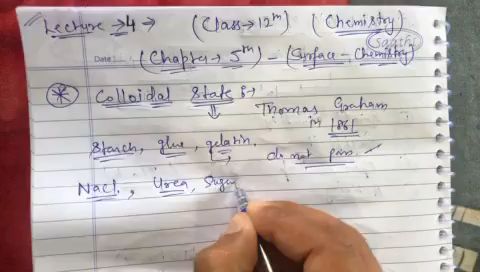 Lecture → 4 → (Class → 12th) (Chemistry)
Saathi
Date: (Chapter → 5th) - (Surface - Chemistry)
* Colloidal State :→
⇓ Thomas Graham
in 1861
Starch, glue, gelatin. do not pass
NaCl, Urea, Sugar